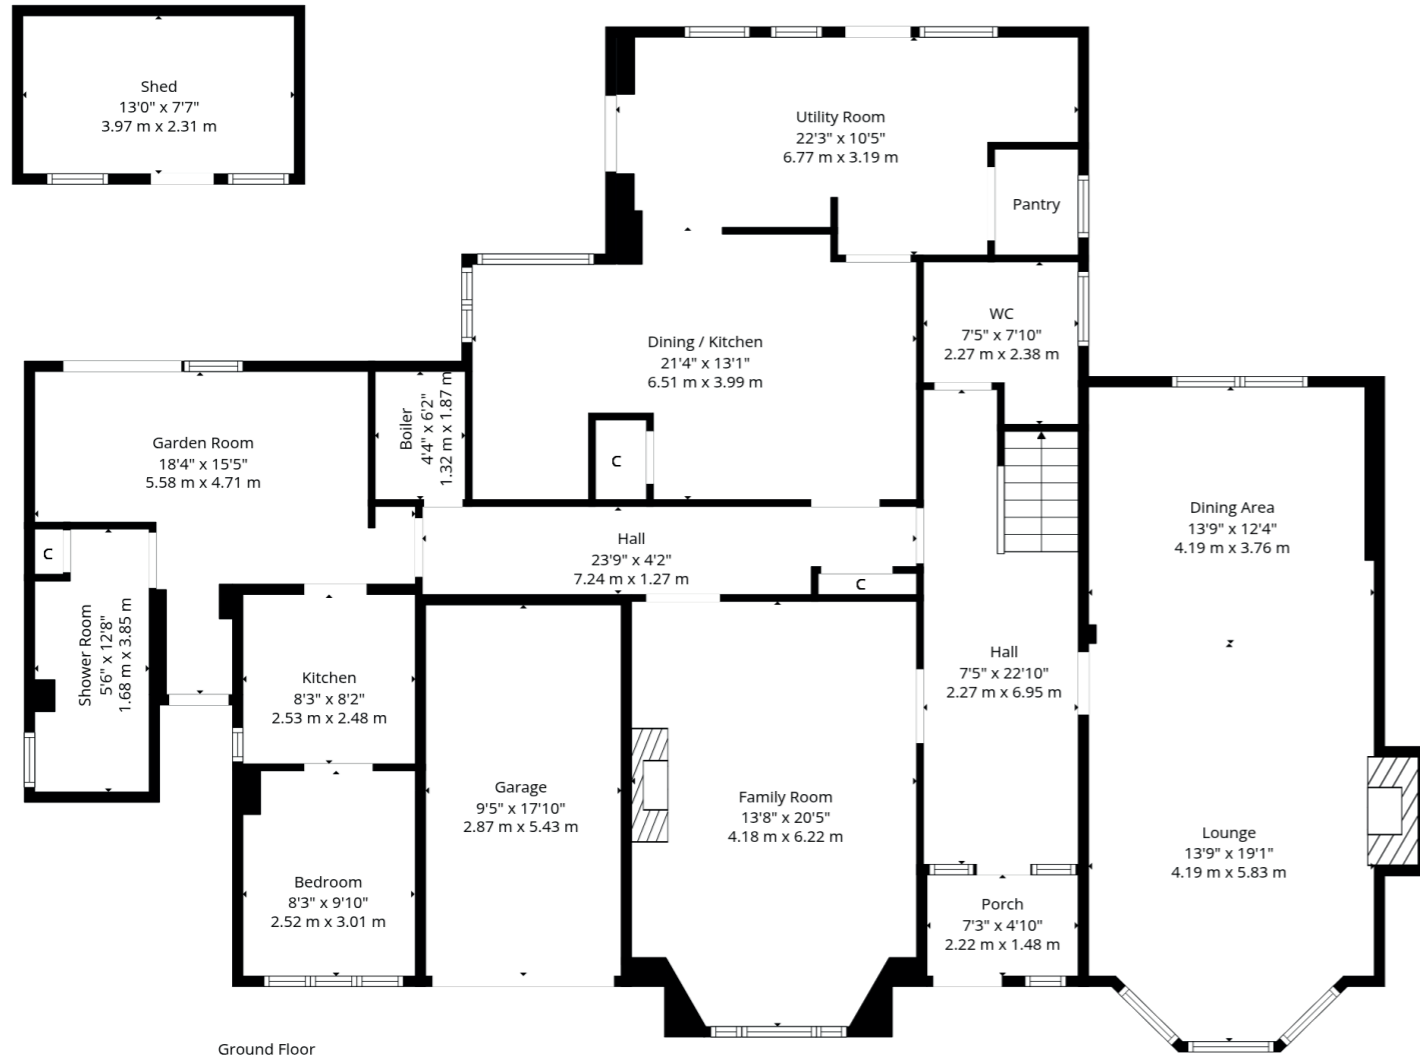 Shed
13'0" x 7'7"
3.97 m x 2.31 m
Utility Room
22'3" x 10'5"
6.77 m x 3.19 m
Pantry
WC
7'5" x 7'10"
2.27 m x 2.38 m
Dining / Kitchen
21'4" x 13'1"
6.51 m x 3.99 m
C
Boiler
4'4" x 6'2"
1.32 m x 1.87 m
Garden Room
18'4" x 15'5"
5.58 m x 4.71 m
C
Shower Room
5'6" x 12'8"
1.68 m x 3.85 m
Hall
23'9" x 4'2"
7.24 m x 1.27 m
C
Dining Area
13'9" x 12'4"
4.19 m x 3.76 m
Hall
7'5" x 22'10"
2.27 m x 6.95 m
Kitchen
8'3" x 8'2"
2.53 m x 2.48 m
Garage
9'5" x 17'10"
2.87 m x 5.43 m
Family Room
13'8" x 20'5"
4.18 m x 6.22 m
Lounge
13'9" x 19'1"
4.19 m x 5.83 m
Bedroom
8'3" x 9'10"
2.52 m x 3.01 m
Porch
7'3" x 4'10"
2.22 m x 1.48 m
Ground Floor